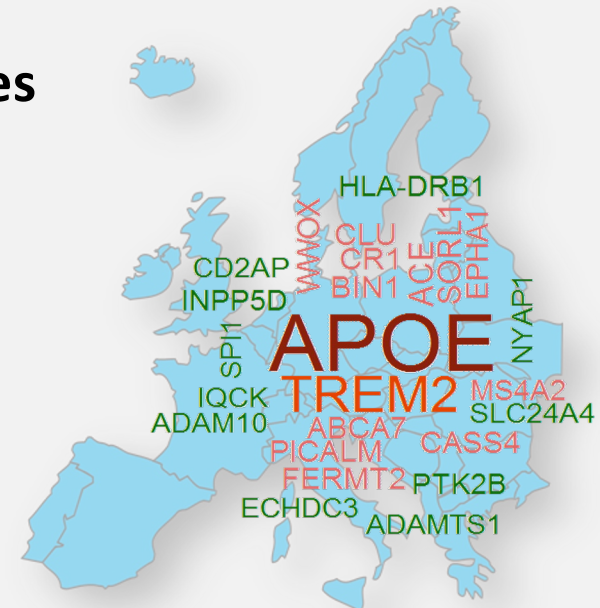 es
HLA-DRB1
WWOX
CLU
CR1
BIN1
ACE
SORL1
EPHA1
CD2AP
INPP5D
SPI1
NYAP1
APOE
TREM2
MS4A2
SLC24A4
IQCK
ADAM10
ABCA7
CASS4
PICALM
FERMT2
PTK2B
ECHDC3
ADAMTS1